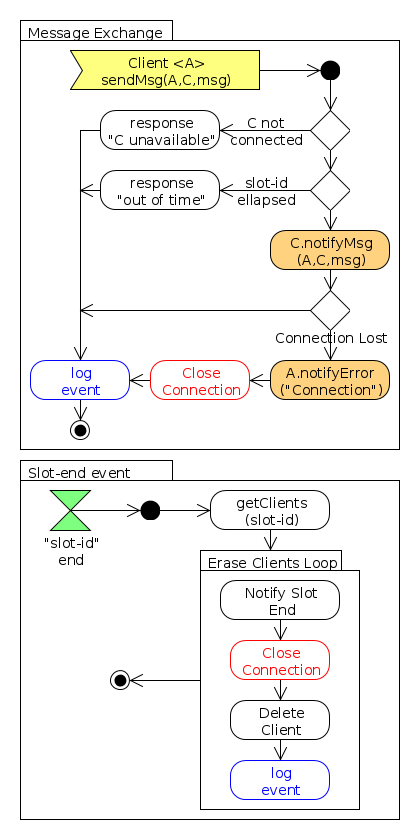 Message Exchange
Client <A>
sendMsg(A,C,msg)
response
"C unavailable"
C not
connected
response
"out of time"
slot-id
ellapsed
C.notifyMsg
(A,C,msg)
Connection Lost
log
event
Close
Connection
A.notifyError
("Connection")
Slot-end event
"slot-id"
end
getClients
(slot-id)
Erase Clients Loop
Notify Slot
End
Close
Connection
Delete
Client
log
event